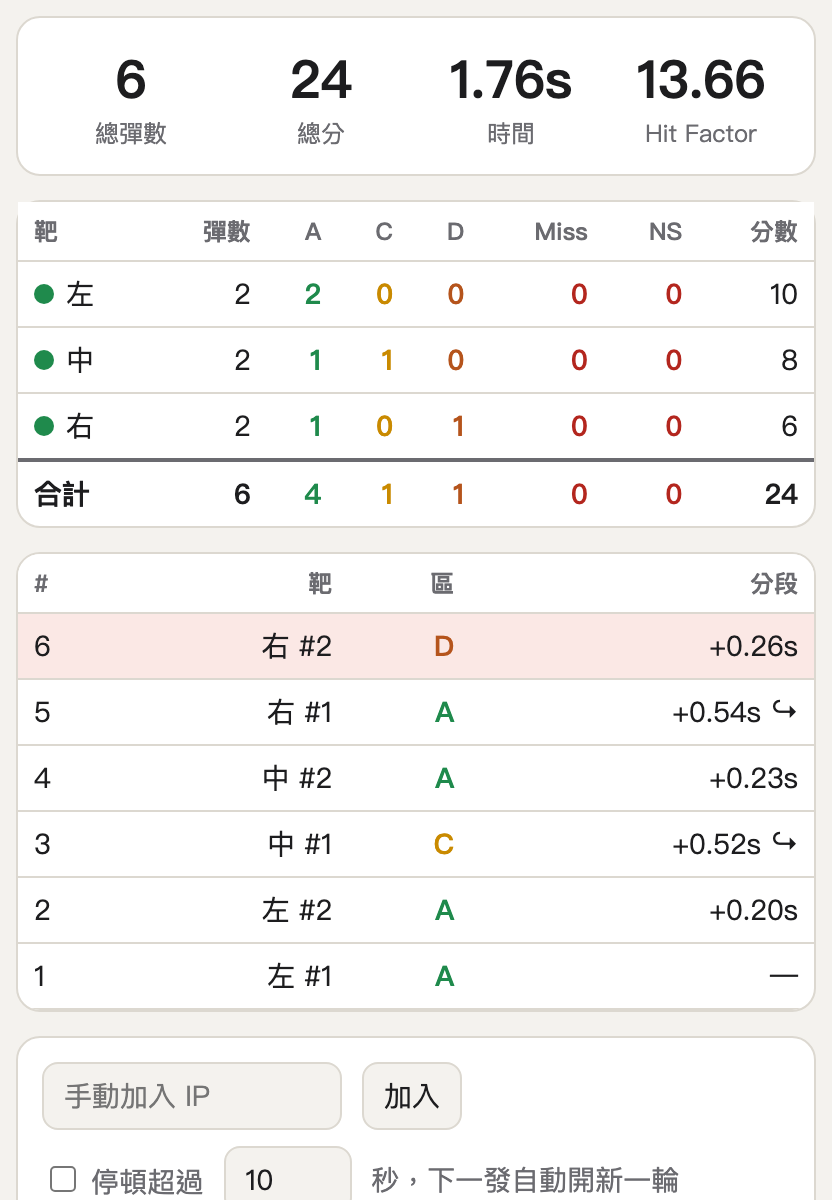 6 24 1.76s 13.66
總彈數 總分 時間 Hit Factor
靶 彈數 A C D Miss NS 分數
左 2 2 0 0 0 0 10
中 2 1 1 0 0 0 8
右 2 1 0 1 0 0 6
合計 6 4 1 1 0 0 24
# 靶 區 分段
6 右 #2 D +0.26s
5 右 #1 A +0.54s ↪
4 中 #2 A +0.23s
3 中 #1 C +0.52s ↪
2 左 #2 A +0.20s
1 左 #1 A —
手動加入 IP 加入
停頓超過 10 秒，下一發自動開新一輪